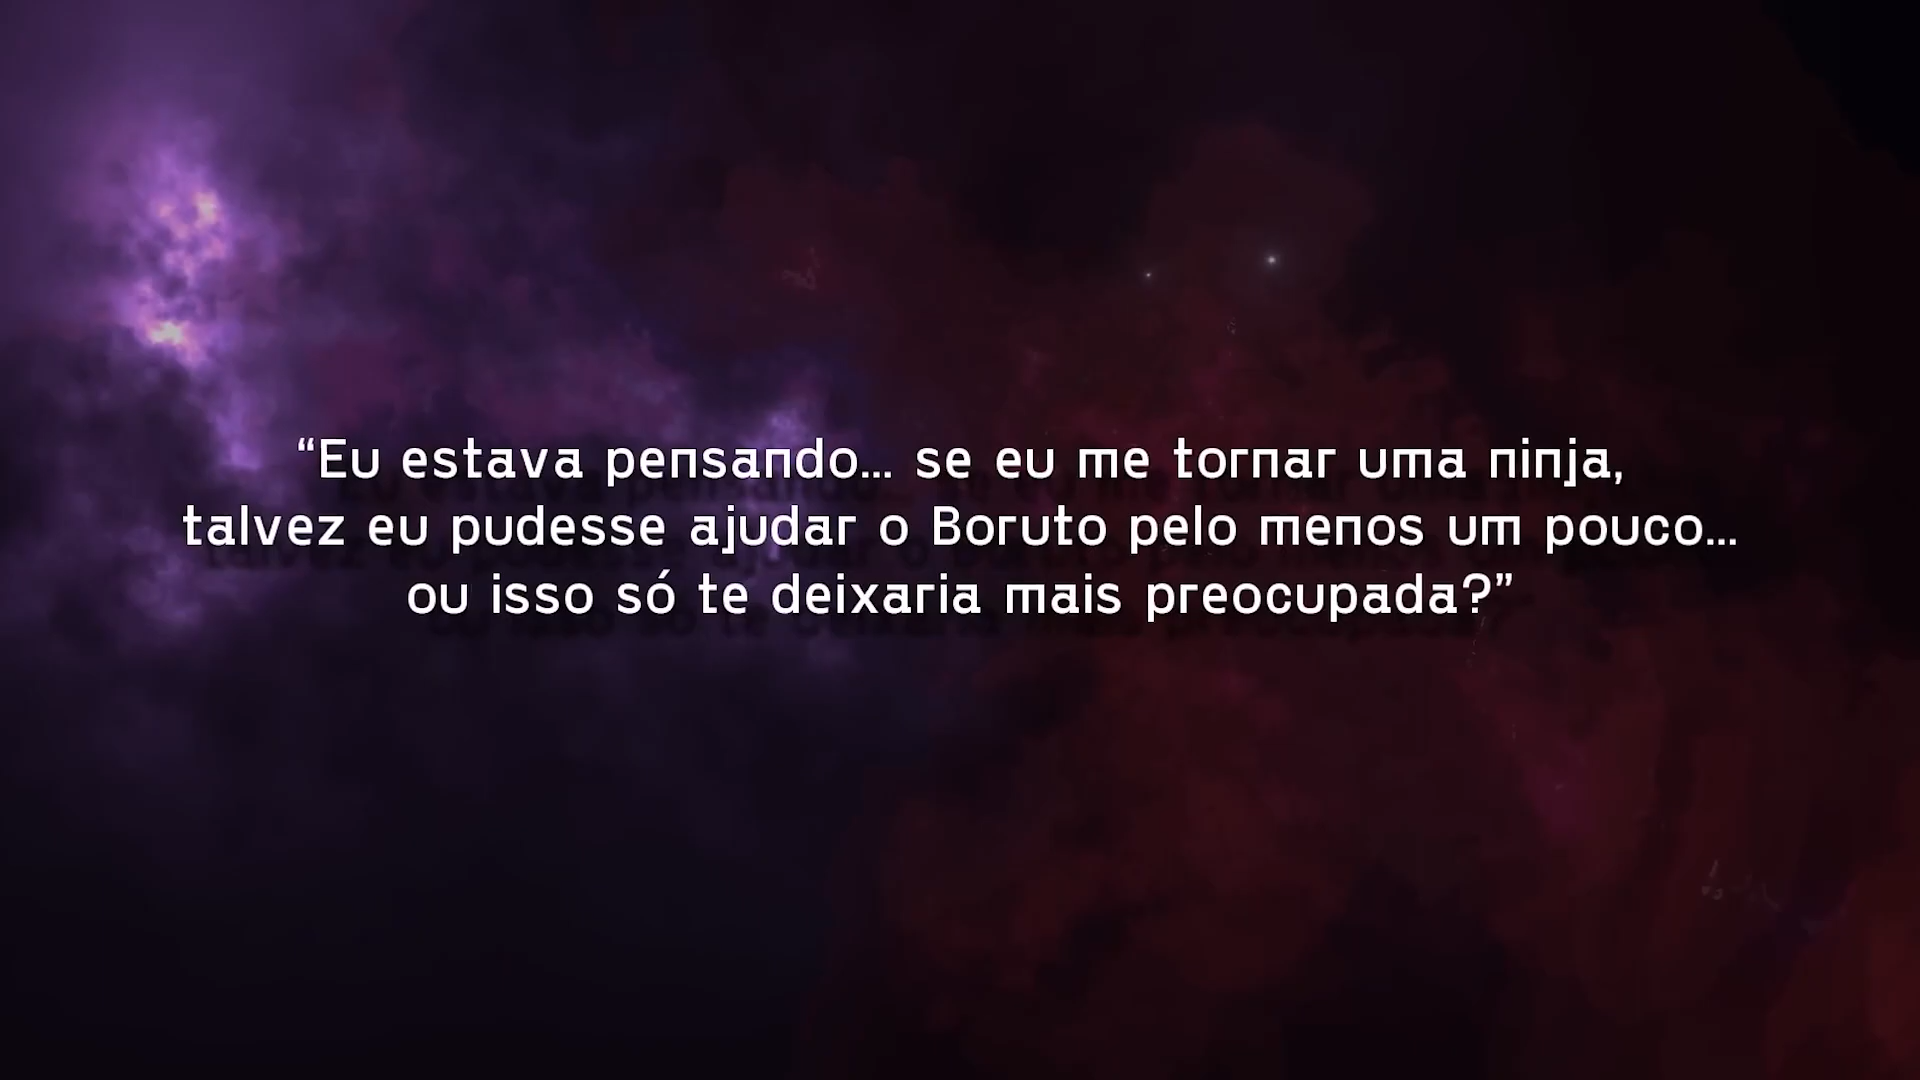 “Eu estava pensando... se eu me tornar uma ninja,
talvez eu pudesse ajudar o Boruto pelo menos um pouco...
ou isso só te deixaria mais preocupada?”